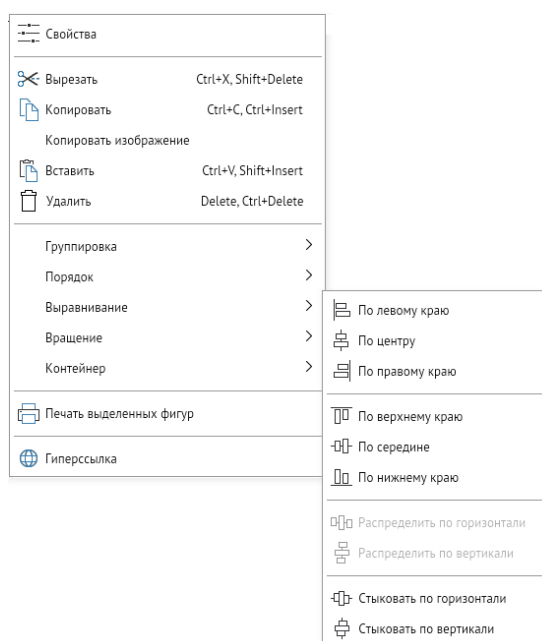 Свойства
Вырезать Ctrl+X, Shift+Delete
Копировать Ctrl+C, Ctrl+Insert
Копировать изображение
Вставить Ctrl+V, Shift+Insert
Удалить Delete, Ctrl+Delete
Группировка
Порядок
Выравнивание
Вращение
Контейнер
Печать выделенных фигур
Гиперссылка
По левому краю
По центру
По правому краю
По верхнему краю
По середине
По нижнему краю
Распределить по горизонтали
Распределить по вертикали
Стыковать по горизонтали
Стыковать по вертикали